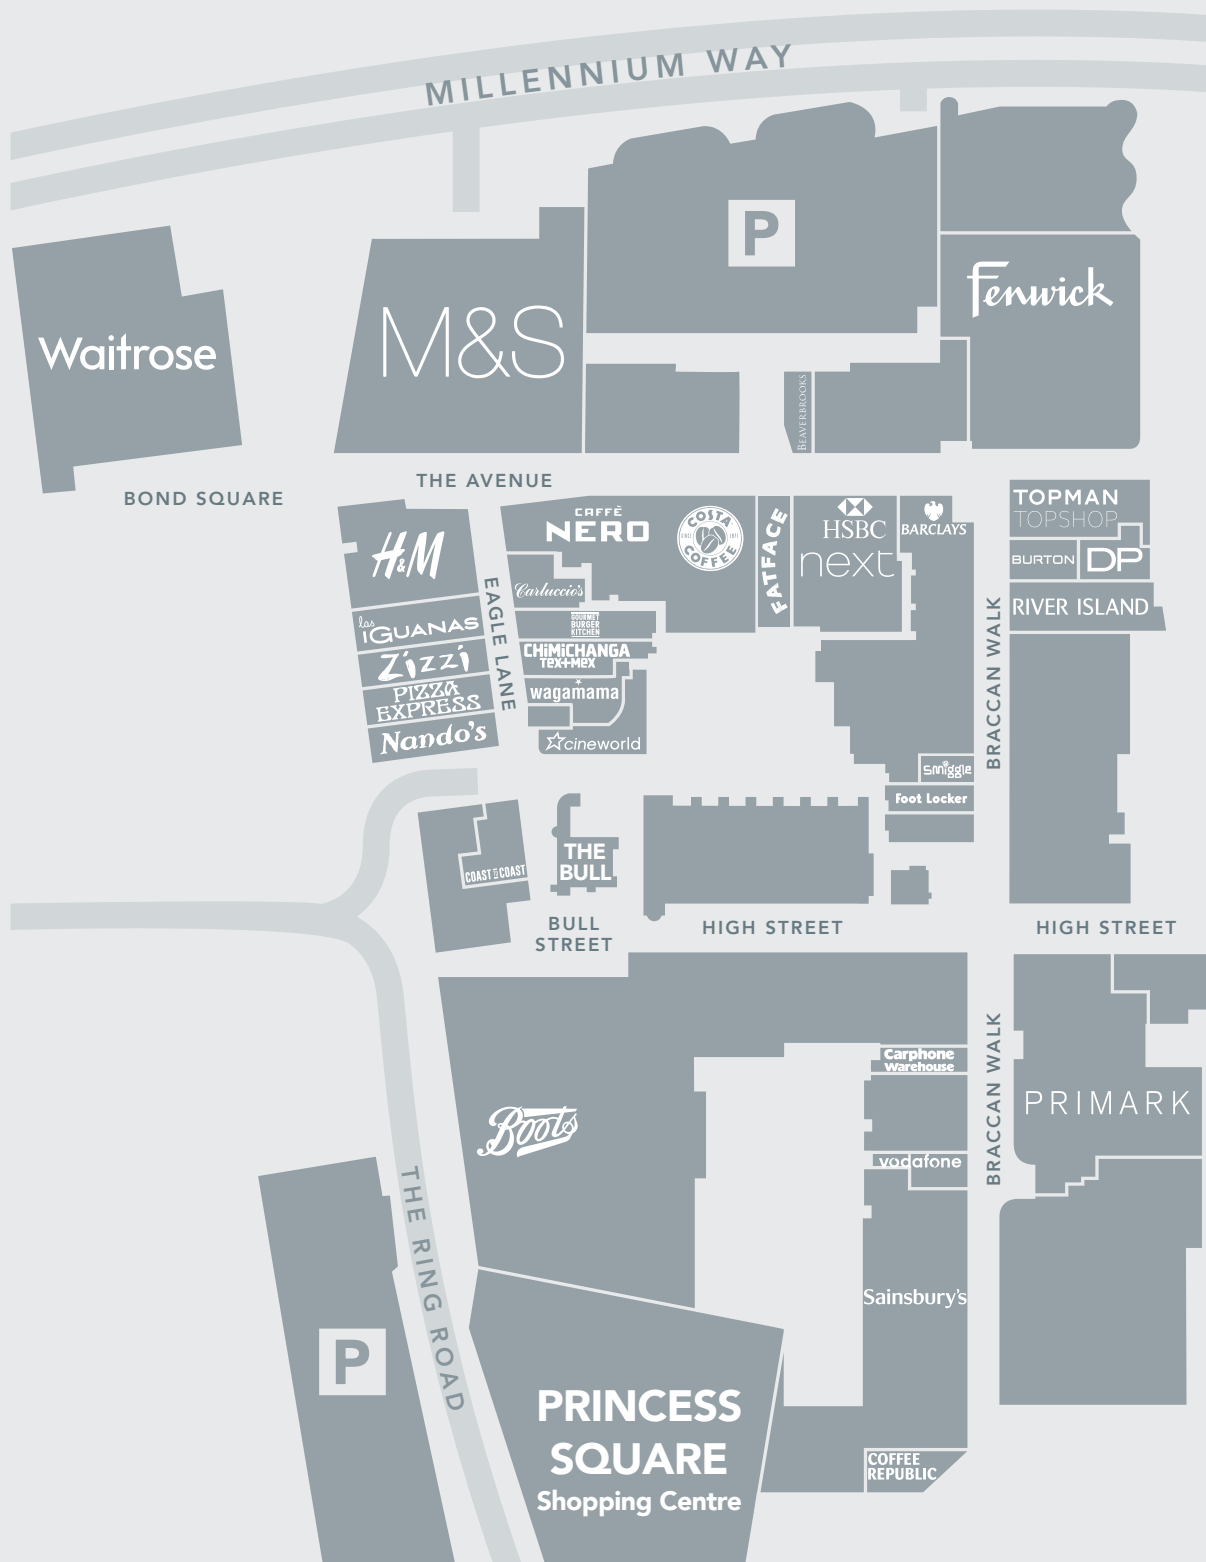 MILLENNIUM WAY
P
Fenwick
M&S
Waitrose
BEAVERBROOKS
THE AVENUE
BOND SQUARE
TOPMAN
TOPSHOP
CAFFÈ
NERO
COSTA
SINCE 1971
COFFEE
FATFACE
HSBC
next
BARCLAYS
H&M
BURTON
DP
Carluccio's
EAGLE LANE
las
iGUANAS
GOURMET
BURGER
KITCHEN
RIVER ISLAND
CHiMiCHANGA
TEX+MEX
Zizzi
PIZZA
EXPRESS
wagamama
Nando's
cineworld
BRACCAN WALK
Smiggle
Foot Locker
THE
BULL
COAST TO COAST
BULL
STREET
HIGH STREET
HIGH STREET
Carphone
Warehouse
BRACCAN WALK
PRIMARK
Boots
vodafone
THE RING ROAD
Sainsbury's
P
PRINCESS
SQUARE
Shopping Centre
COFFEE
REPUBLIC